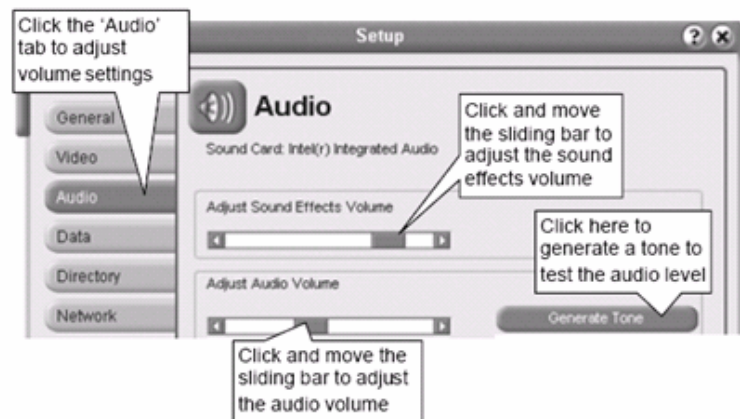 Click the ‘Audio’
tab to adjust
volume settings
Setup
General
Video
Audio
Data
Directory
Network
Audio
Sound Card: Intel(r) Integrated Audio
Click and move
the sliding bar to
adjust the sound
effects volume
Adjust Sound Effects Volume
Click here to
generate a tone to
test the audio level
Adjust Audio Volume
Generate Tone
Click and move the
sliding bar to adjust
the audio volume